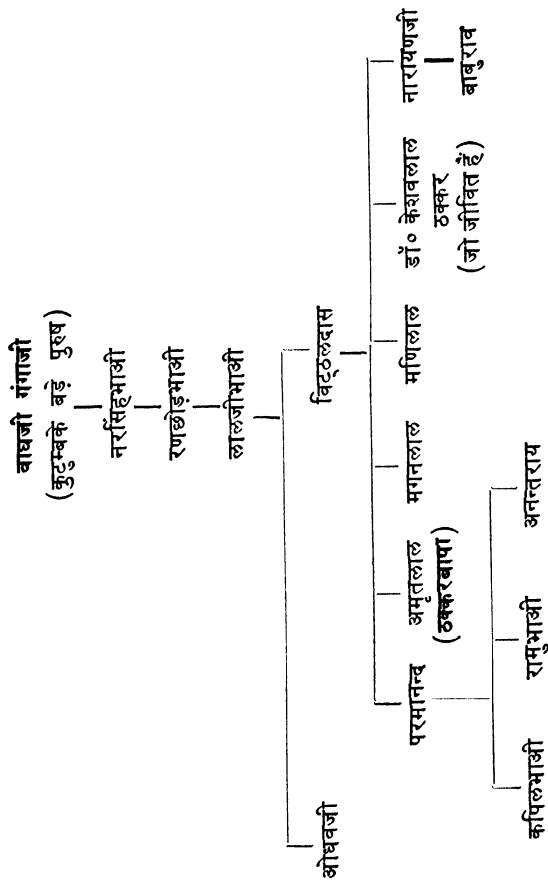 वाघजी गंगाजी
(कुटुम्बके बड़े पुरुष)
नरसिंहभाओी
रणछोड़भाओी
लालजीभाओी
ओधवजी
विट्ठलदास
परमानन्द
अमृतलाल
(ठक्करबापा)
मगनलाल
मणिलाल
डॉ० केशवलाल
ठक्कर
(जो जीवित हैं)
नारायणजी
बाबुराव
कपिलभाओी
रामुभाओी
अनन्तराय